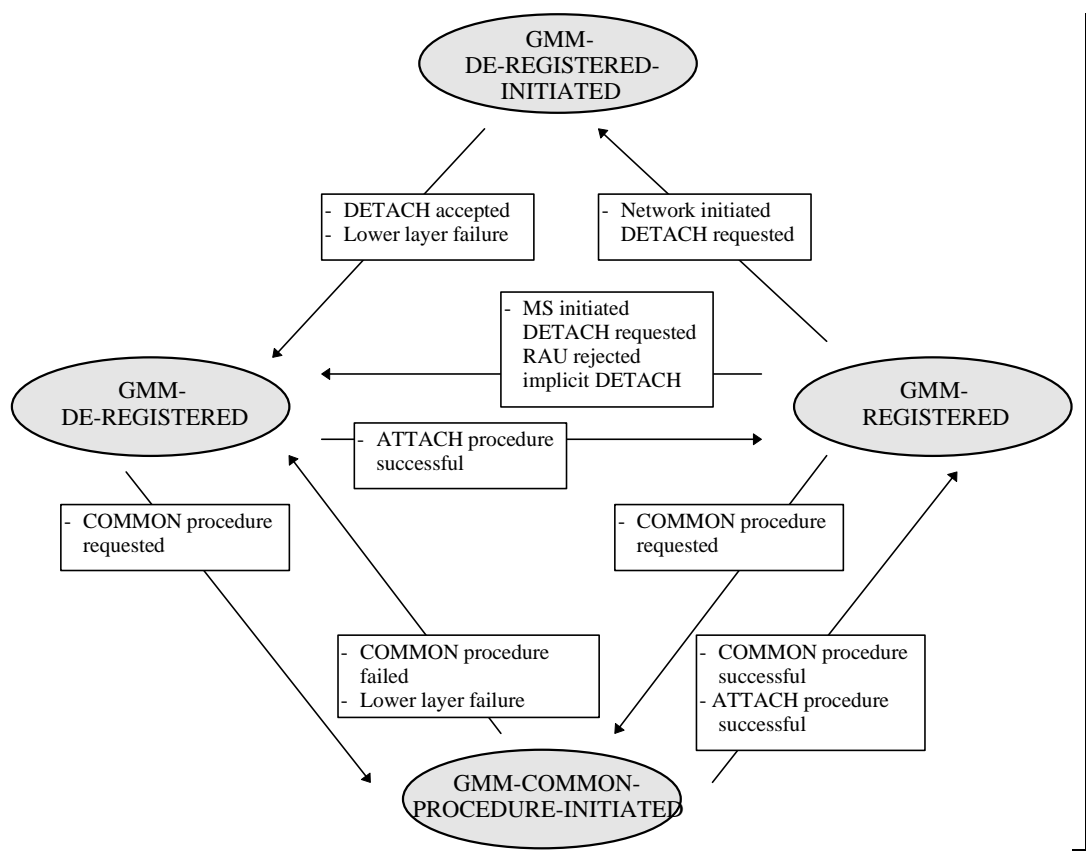 GMM-
DE-REGISTERED-
INITIATED
- DETACH accepted
- Lower layer failure
- Network initiated
DETACH requested
- MS initiated
DETACH requested
RAU rejected
implicit DETACH
GMM-
DE-REGISTERED
GMM-
REGISTERED
- ATTACH procedure
successful
- COMMON procedure
requested
- COMMON procedure
requested
- COMMON procedure
failed
- Lower layer failure
- COMMON procedure
successful
- ATTACH procedure
successful
GMM-COMMON-
PROCEDURE-INITIATED